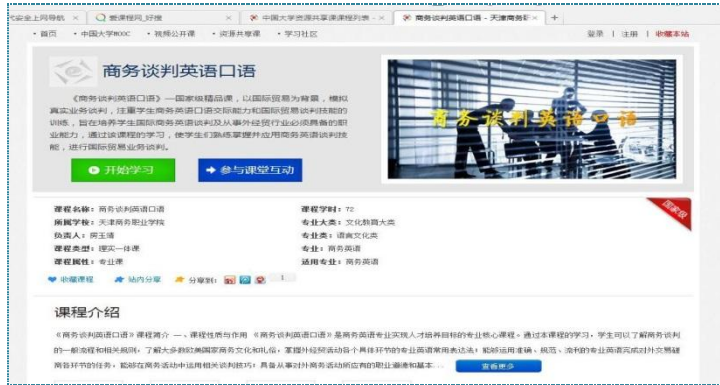 全上网导航
爱课程网_好搜
中国大学资源共享课课程列表 -
商务谈判英语口语 - 天津商务职
• 首页 • 中国大学MOOC • 视频公开课 • 资源共享课 • 学习社区
登录 | 注册 | 收藏本站
商务谈判英语口语
《商务谈判英语口语》—国家级精品课，以国际贸易为背景，模拟
真实业务谈判，注重学生商务英语口语交际能力和国际贸易谈判技能的
训练，旨在培养学生国际商务英语谈判及从事外经贸行业必须具备的职
业能力，通过该课程的学习，使学生们熟练掌握并应用商务英语谈判技
能，进行国际贸易业务谈判。
商务谈判英语口语
开始学习
参与课堂互动
国家级
课程名称：商务谈判英语口语
课程学时：72
所属学校：天津商务职业学院
专业大类：文化教育大类
负责人：房玉靖
专业类：语言文化类
课程类型：理实一体课
专业：商务英语
课程属性：专业课
适用专业：商务英语
收藏课程 站内分享 分享到： 1
课程介绍
《商务谈判英语口语》课程简介 一、课程性质与作用 《商务谈判英语口语》是商务英语专业实现人才培养目标的专业核心课程。通过本课程的学习，学生可以了解商务谈判
的一般流程和相关规则；了解大多数欧美国家商务文化和礼俗；掌握外经贸活动各个具体环节的专业英语常用表达法；能够运用准确、规范、流利的专业英语完成对外交易磋
商各环节的任务；能够在商务活动中运用相关谈判技巧；具备从事对外商务活动所应有的职业道德和基本... 查看更多